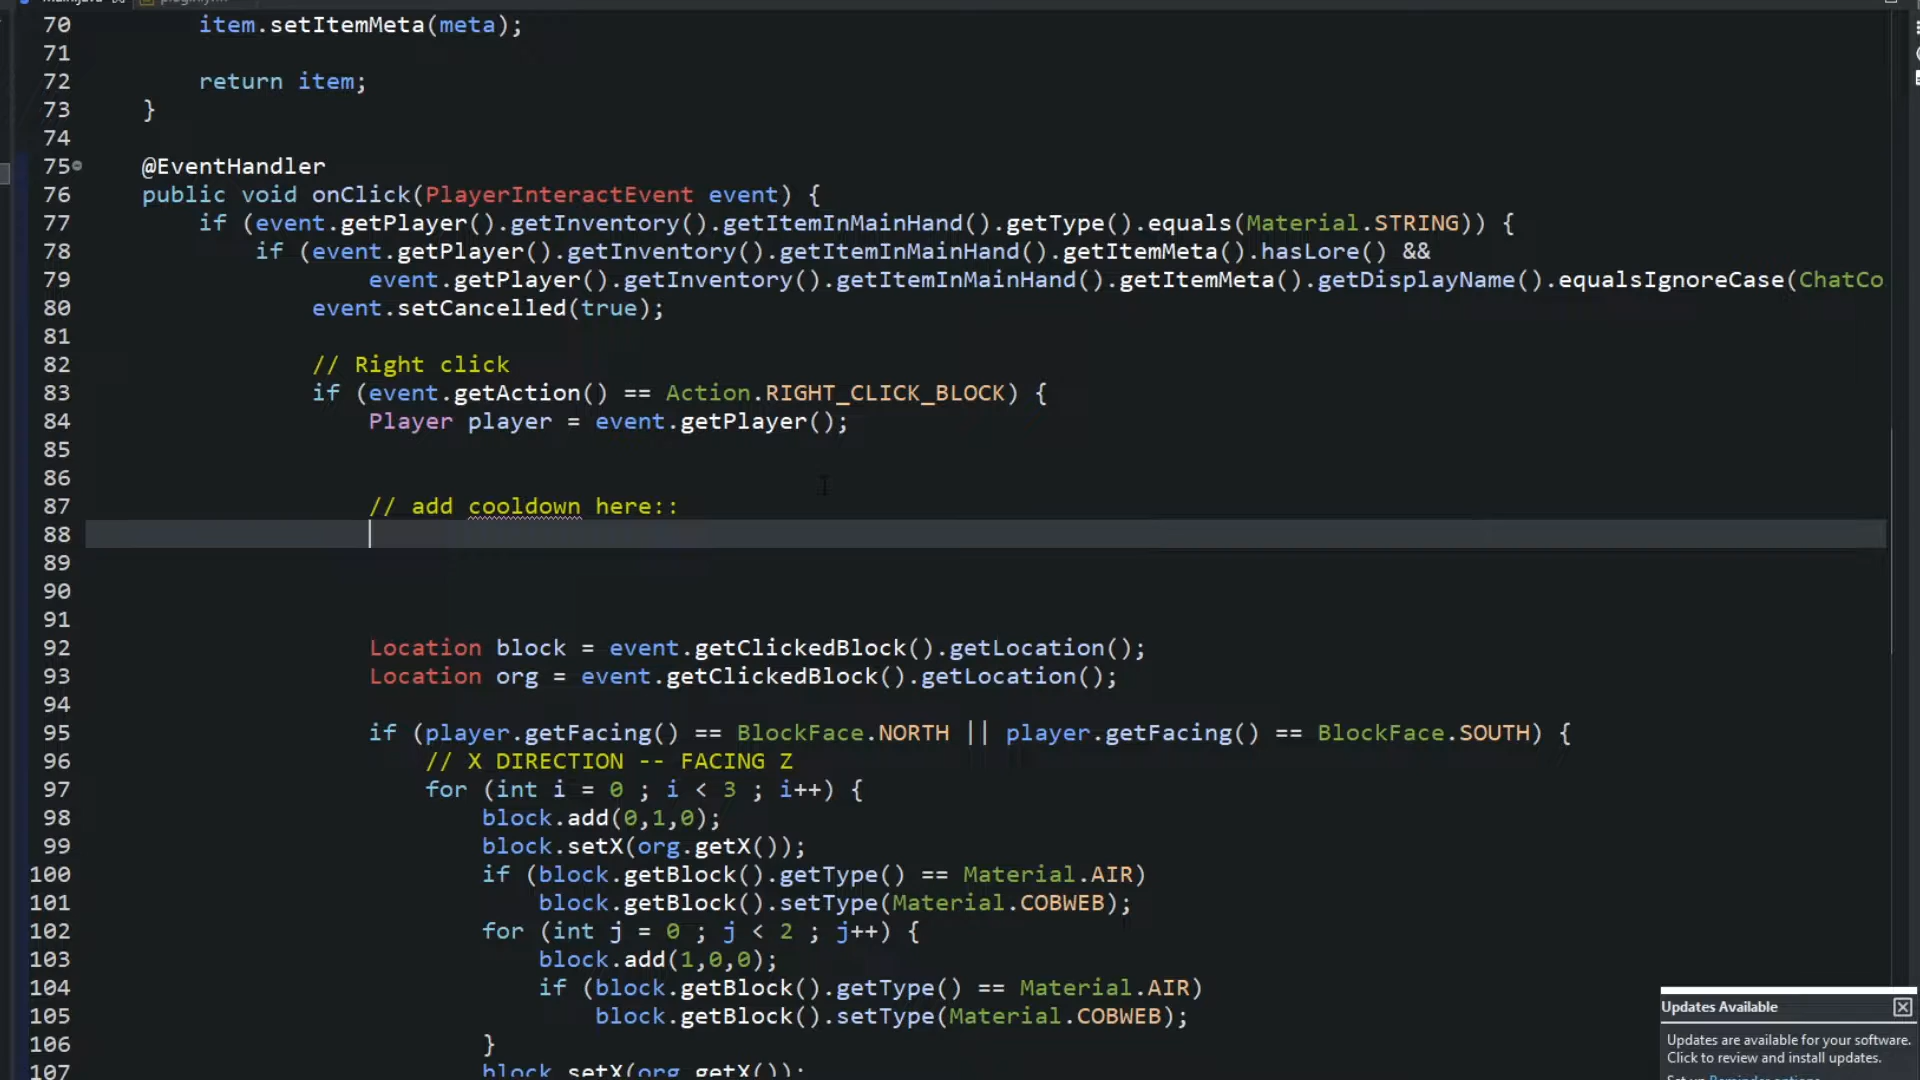 70 item.setItemMeta(meta);
71
72 return item;
73 }
74
75 @EventHandler
76 public void onClick(PlayerInteractEvent event) {
77 if (event.getPlayer().getInventory().getItemInMainHand().getType().equals(Material.STRING)) {
78 if (event.getPlayer().getInventory().getItemInMainHand().getItemMeta().hasLore() &&
79 event.getPlayer().getInventory().getItemInMainHand().getItemMeta().getDisplayName().equalsIgnoreCase(ChatCo
80 event.setCancelled(true);
81
82 // Right click
83 if (event.getAction() == Action.RIGHT_CLICK_BLOCK) {
84 Player player = event.getPlayer();
85
86
87 // add cooldown here::
88
89
90
91
92 Location block = event.getClickedBlock().getLocation();
93 Location org = event.getClickedBlock().getLocation();
94
95 if (player.getFacing() == BlockFace.NORTH || player.getFacing() == BlockFace.SOUTH) {
96 // X DIRECTION -- FACING Z
97 for (int i = 0 ; i < 3 ; i++) {
98 block.add(0,1,0);
99 block.setX(org.getX());
100 if (block.getBlock().getType() == Material.AIR)
101 block.getBlock().setType(Material.COBWEB);
102 for (int j = 0 ; j < 2 ; j++) {
103 block.add(1,0,0);
104 if (block.getBlock().getType() == Material.AIR)
105 block.getBlock().setType(Material.COBWEB);
106 }
107 block.setX(org.getX());
Updates Available
Updates are available for your software.
Click to review and install updates.